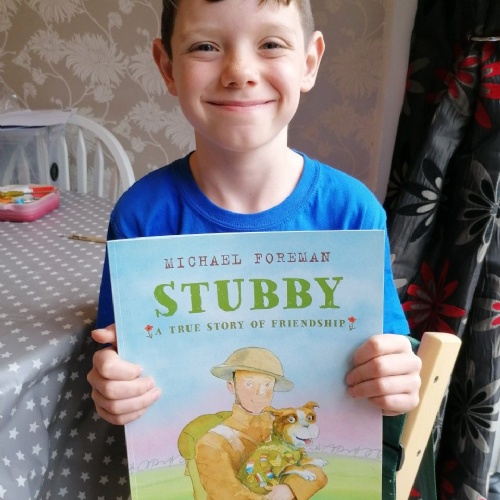 MICHAEL FOREMAN
STUBBY
A TRUE STORY OF FRIENDSHIP